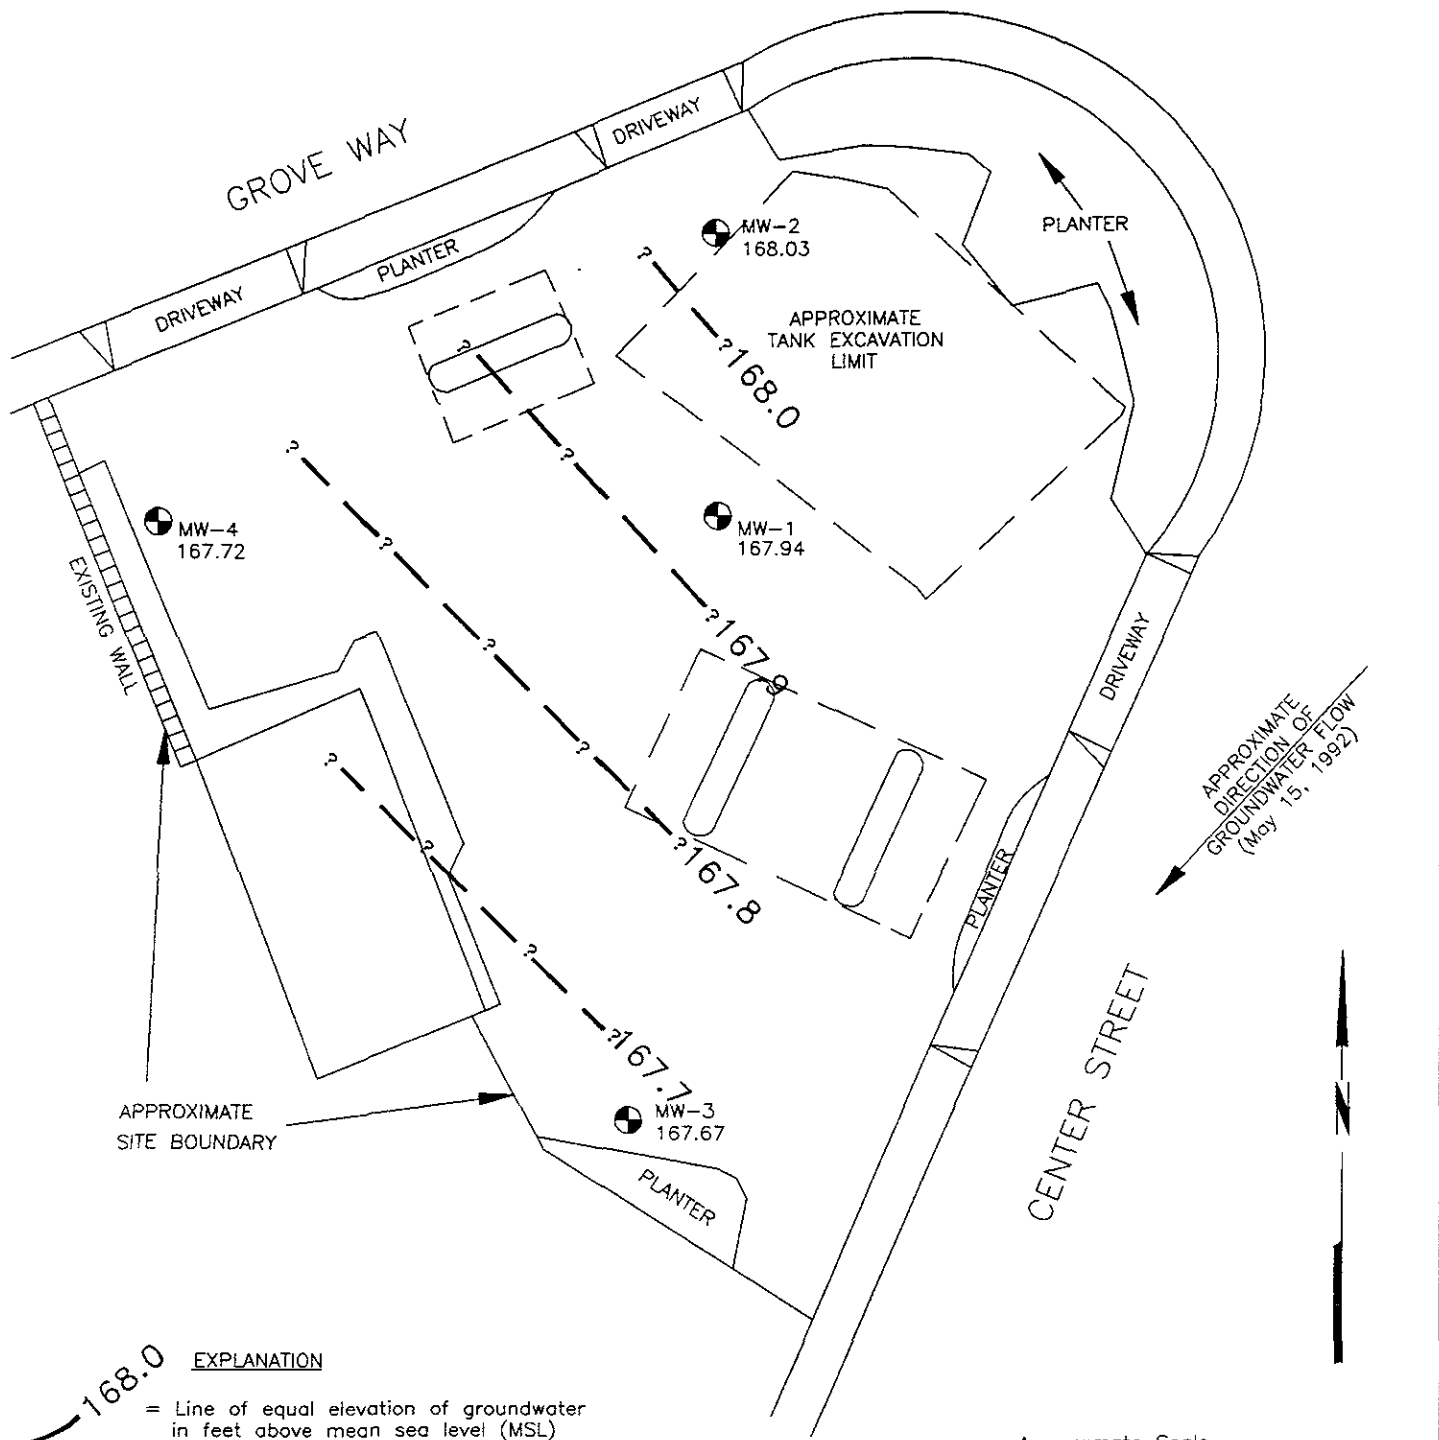 GROVE WAY
DRIVEWAY
PLANTER
DRIVEWAY
PLANTER
MW-2
168.03
APPROXIMATE
TANK EXCAVATION
LIMIT
?
?
168.0
?
?
?
167.9
?
?
?
?
?
167.8
?
?
?
?
167.7
MW-4
167.72
MW-1
167.94
EXISTING WALL
DRIVEWAY
PLANTER
APPROXIMATE
DIRECTION OF
GROUNDWATER FLOW
(May 15, 1992)
CENTER STREET
N
APPROXIMATE
SITE BOUNDARY
MW-3
167.67
PLANTER
168.0
EXPLANATION
= Line of equal elevation of groundwater
in feet above mean sea level (MSL)
Scale